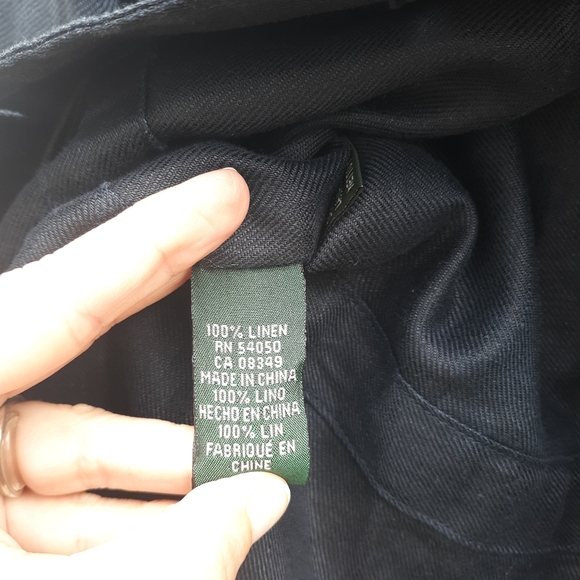 100% LINEN
RN 54050
CA 08349
MADE IN CHINA
100% LINO
HECHO EN CHINA
100% LIN
FABRIQUÉ EN
CHINE